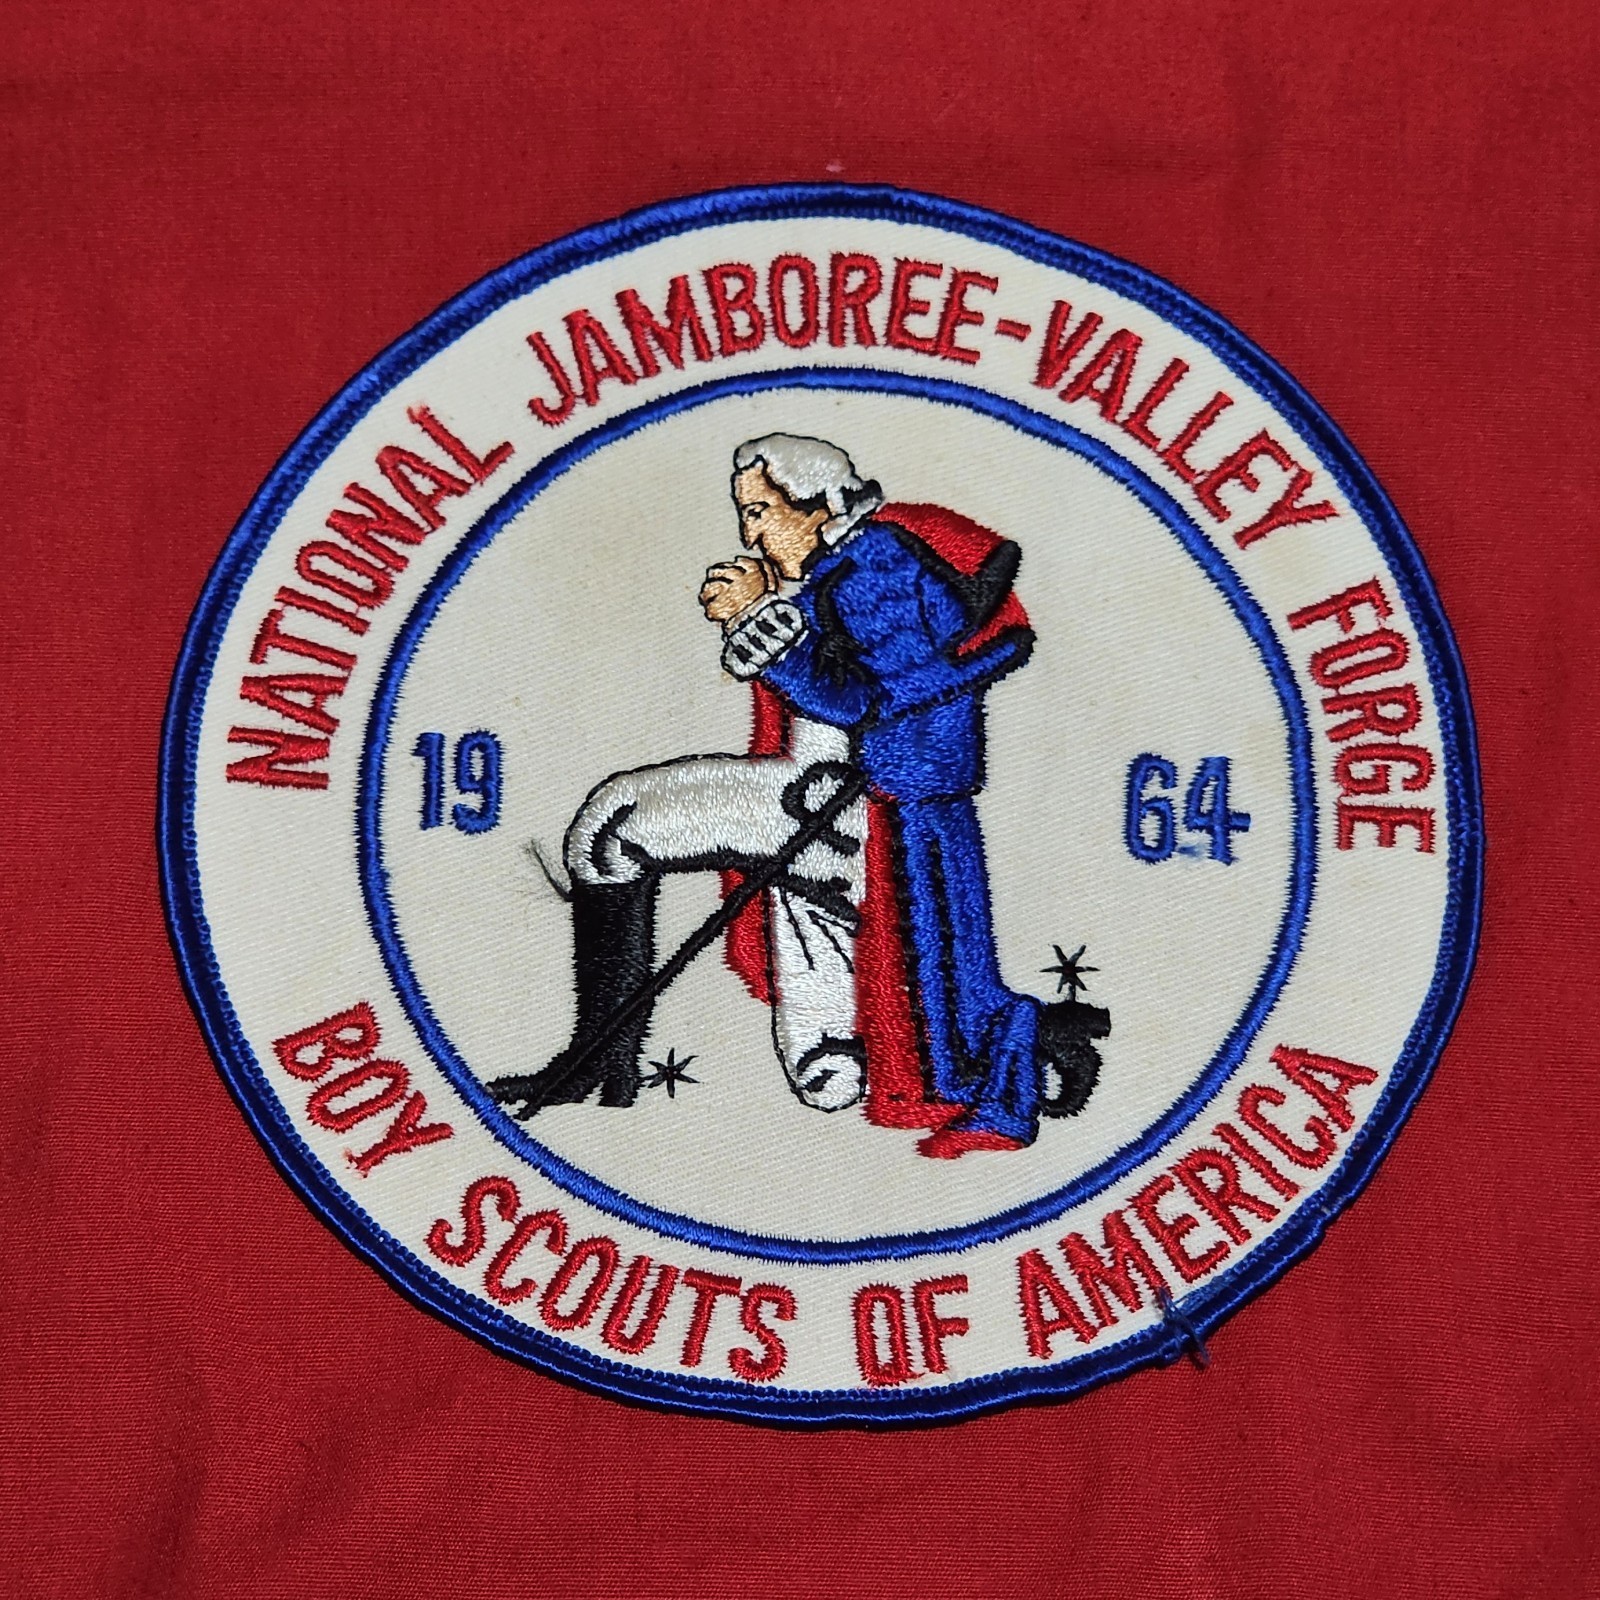 NATIONAL JAMBOREE-VALLEY FORGE
19 64
BOY SCOUTS OF AMERICA